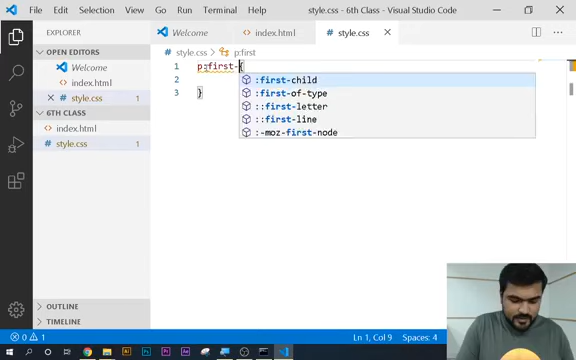 File Edit Selection View Go Run Terminal Help style.css - 6th Class - Visual Studio Code
EXPLORER
OPEN EDITORS
Welcome
index.html
style.css 1
6TH CLASS
index.html
style.css 1
OUTLINE
TIMELINE
Welcome index.html style.css
style.css > p:first
1 p:first-{
2
3 }
:first-child
:first-of-type
::first-letter
::first-line
:-moz-first-node
0 1 Ln 1, Col 9 Spaces: 4